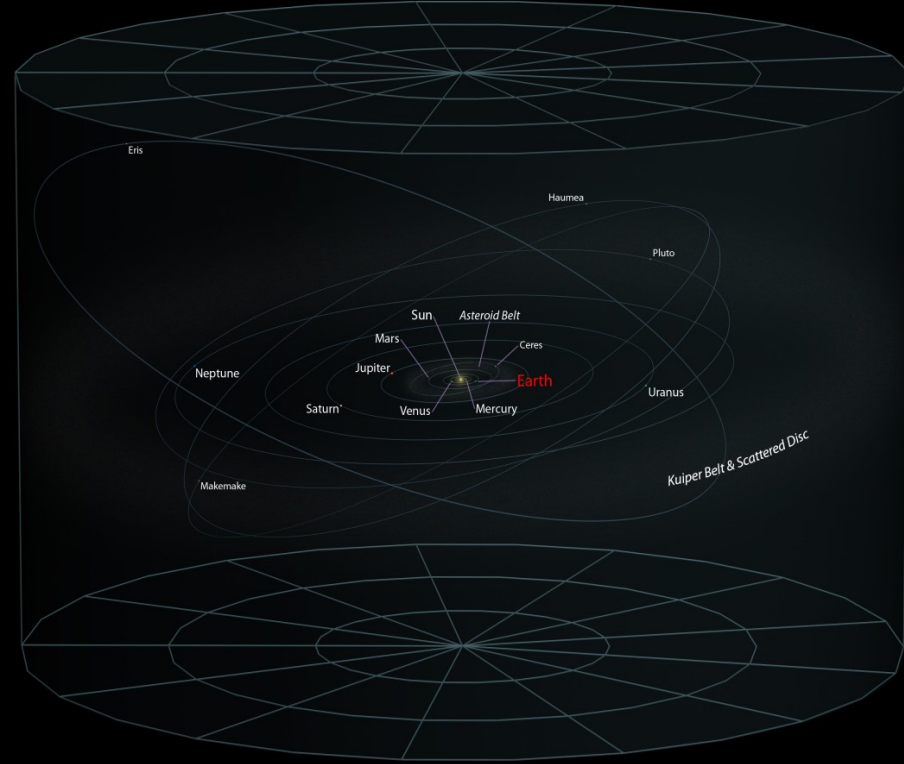 Eris
Haumea
Pluto
Sun
Asteroid Belt
Mars
Ceres
Jupiter
Neptune
Earth
Uranus
Saturn
Venus
Mercury
Kuiper Belt & Scattered Disc
Makemake